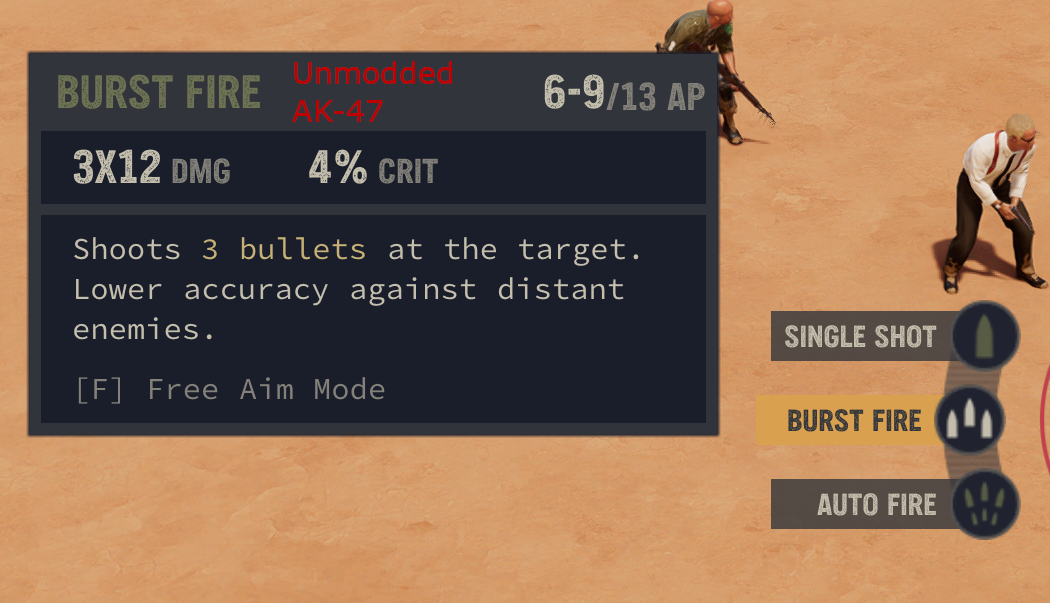 BURST FIRE Unmodded 6-9/13 AP
AK-47
3X12 DMG 4% CRIT
Shoots 3 bullets at the target.
Lower accuracy against distant
enemies.
[F] Free Aim Mode
SINGLE SHOT
BURST FIRE
AUTO FIRE